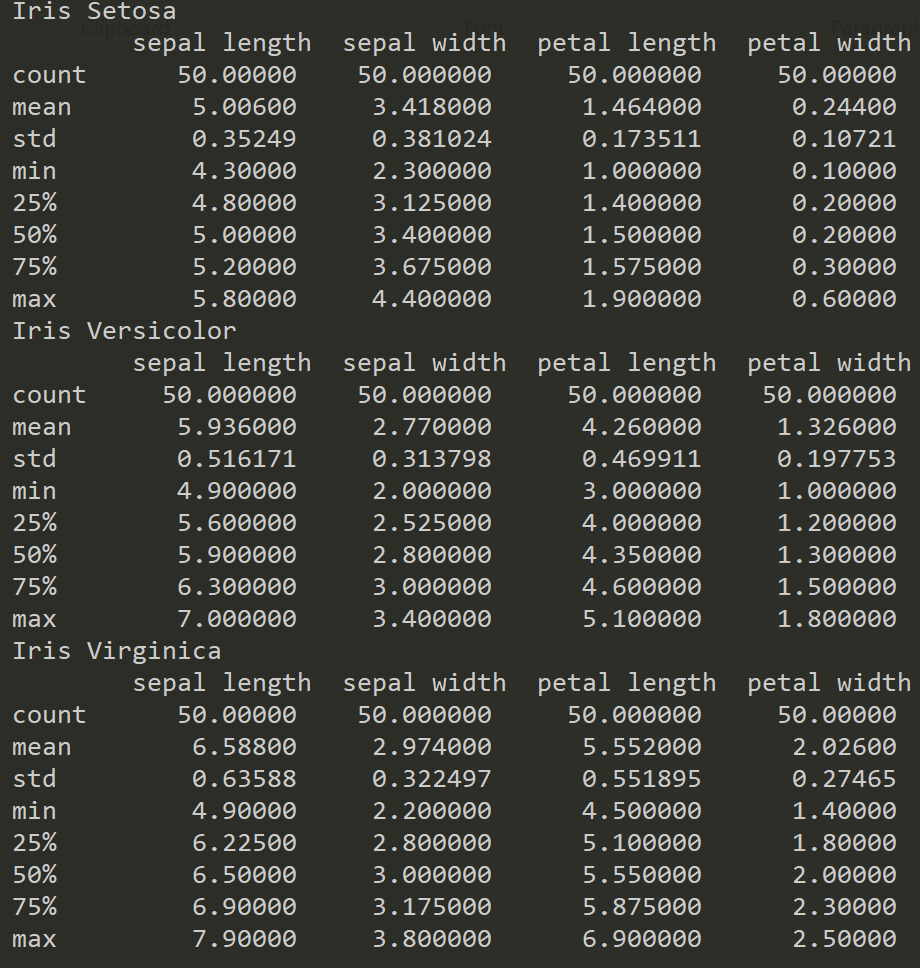 Iris Setosa
        sepal length  sepal width  petal length  petal width
count      50.00000    50.000000     50.000000     50.00000
mean        5.00600     3.418000      1.464000      0.24400
std         0.35249     0.381024      0.173511      0.10721
min         4.30000     2.300000      1.000000      0.10000
25%         4.80000     3.125000      1.400000      0.20000
50%         5.00000     3.400000      1.500000      0.20000
75%         5.20000     3.675000      1.575000      0.30000
max         5.80000     4.400000      1.900000      0.60000
Iris Versicolor
        sepal length  sepal width  petal length  petal width
count     50.000000    50.000000     50.000000    50.000000
mean       5.936000     2.770000      4.260000     1.326000
std        0.516171     0.313798      0.469911     0.197753
min        4.900000     2.000000      3.000000     1.000000
25%        5.600000     2.525000      4.000000     1.200000
50%        5.900000     2.800000      4.350000     1.300000
75%        6.300000     3.000000      4.600000     1.500000
max        7.000000     3.400000      5.100000     1.800000
Iris Virginica
        sepal length  sepal width  petal length  petal width
count      50.00000    50.000000     50.000000     50.00000
mean        6.58800     2.974000      5.552000      2.02600
std         0.63588     0.322497      0.551895      0.27465
min         4.90000     2.200000      4.500000      1.40000
25%         6.22500     2.800000      5.100000      1.80000
50%         6.50000     3.000000      5.550000      2.00000
75%         6.90000     3.175000      5.875000      2.30000
max         7.90000     3.800000      6.900000      2.50000